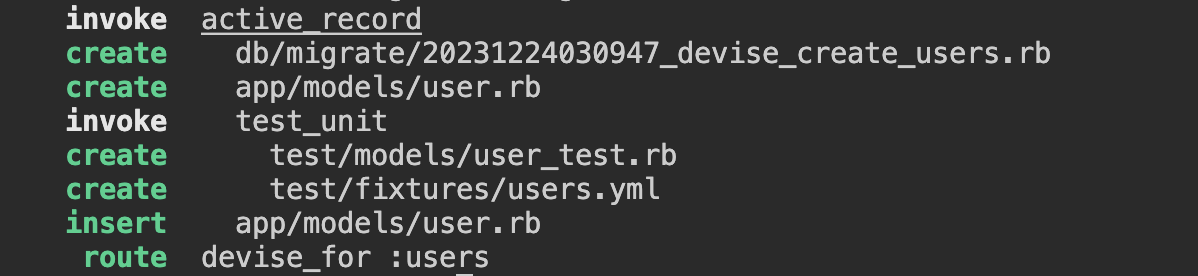 invoke  active_record
create    db/migrate/20231224030947_devise_create_users.rb
create    app/models/user.rb
invoke    test_unit
create      test/models/user_test.rb
create      test/fixtures/users.yml
insert    app/models/user.rb
route  devise_for :users